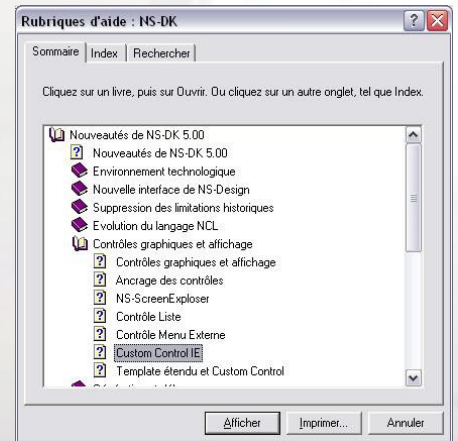 Rubriques d'aide : NS-DK
Sommaire
Index
Rechercher
Cliquez sur un livre, puis sur Ouvrir. Ou cliquez sur un autre onglet, tel que Index.
Nouveautés de NS-DK 5.00
Nouveautés de NS-DK 5.00
Environnement technologique
Nouvelle interface de NS-Design
Suppression des limitations historiques
Evolution du langage NCL
Contrôles graphiques et affichage
Contrôles graphiques et affichage
Ancrage des contrôles
NS-ScreenExploser
Contrôle Liste
Contrôle Menu Externe
Custom Control IE
Template étendu et Custom Control
Afficher
Imprimer...
Annuler